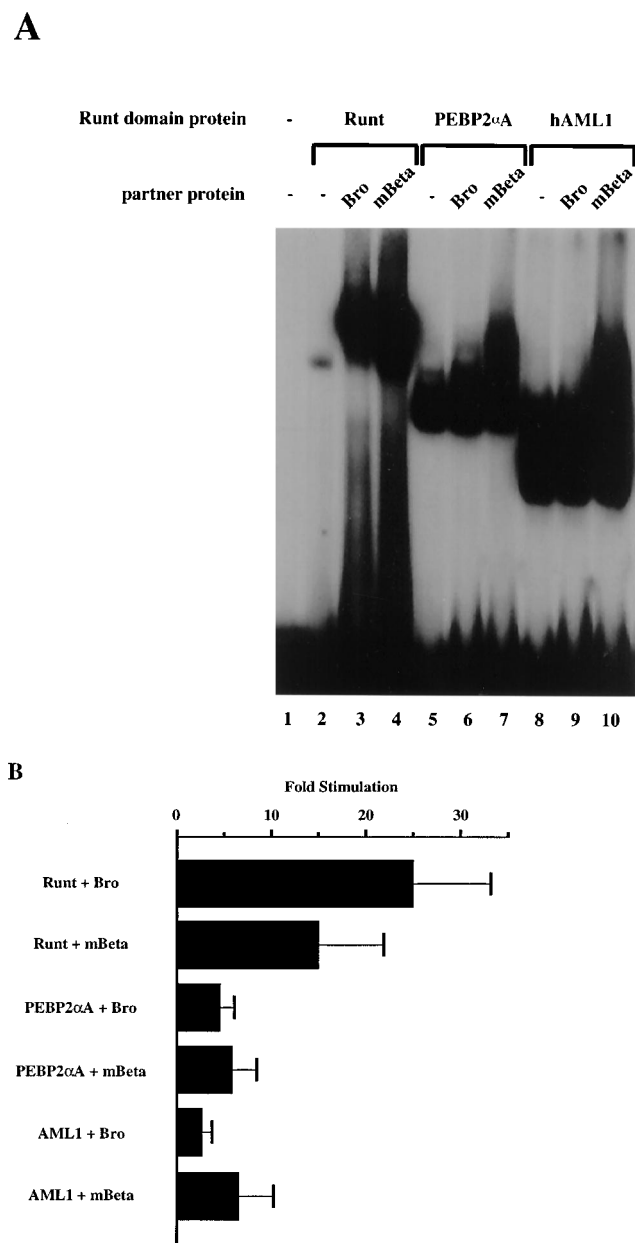 A
Runt domain protein - Runt PEBP2αA hAML1
partner protein - - Bro mBeta - Bro mBeta - Bro mBeta
1 2 3 4 5 6 7 8 9 10
B
Fold Stimulation
0 10 20 30
Runt + Bro
Runt + mBeta
PEBP2αA + Bro
PEBP2αA + mBeta
AML1 + Bro
AML1 + mBeta